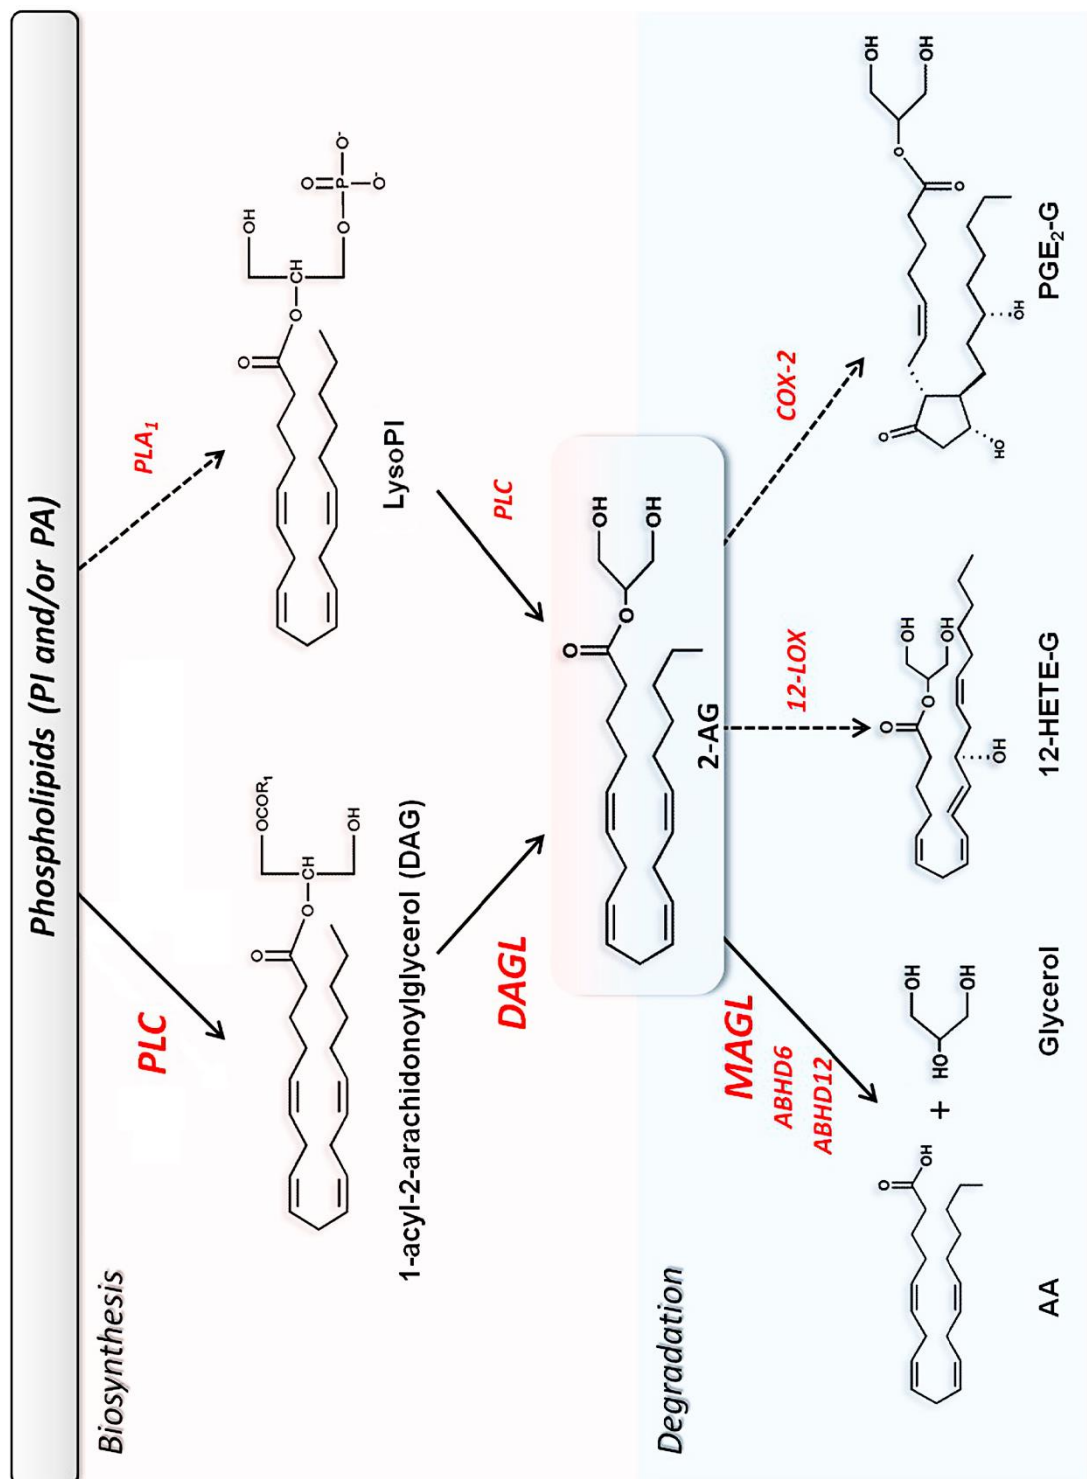 Phospholipids (PI and/or PA)
Biosynthesis
PLC
PLA1
O
O
CH
OCOR1
OH
1-acyl-2-arachidonoylglycerol (DAG)
O
O
CH
OH
O
O
P
O-
O-
LysoPI
DAGL
PLC
O
O
OH
OH
2-AG
Degradation
MAGL
ABHD6
ABHD12
12-LOX
COX-2
O
OH
AA
+
HO
OH
OH
Glycerol
O
O
OH
OH
OH
12-HETE-G
O
HO
OH
O
O
OH
OH
PGE2-G